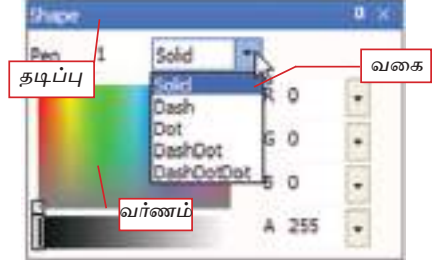 Shape
Pen 1 Solid
தடிப்பு
வகை
Solid
R 0
Dash
Dot
G 0
DashDot
DashDotDot
B 0
வர்ணம்
A 255